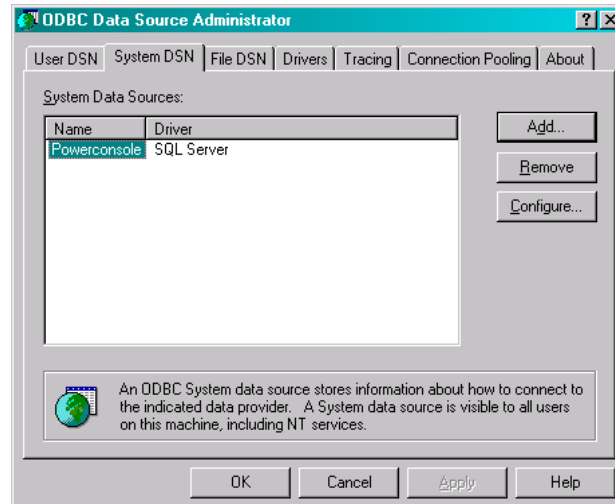 ODBC Data Source Administrator
User DSN System DSN File DSN Drivers Tracing Connection Pooling About
System Data Sources:
Name Driver
Powerconsole SQL Server
Add...
Remove
Configure...
An ODBC System data source stores information about how to connect to
the indicated data provider. A System data source is visible to all users
on this machine, including NT services.
OK Cancel Apply Help